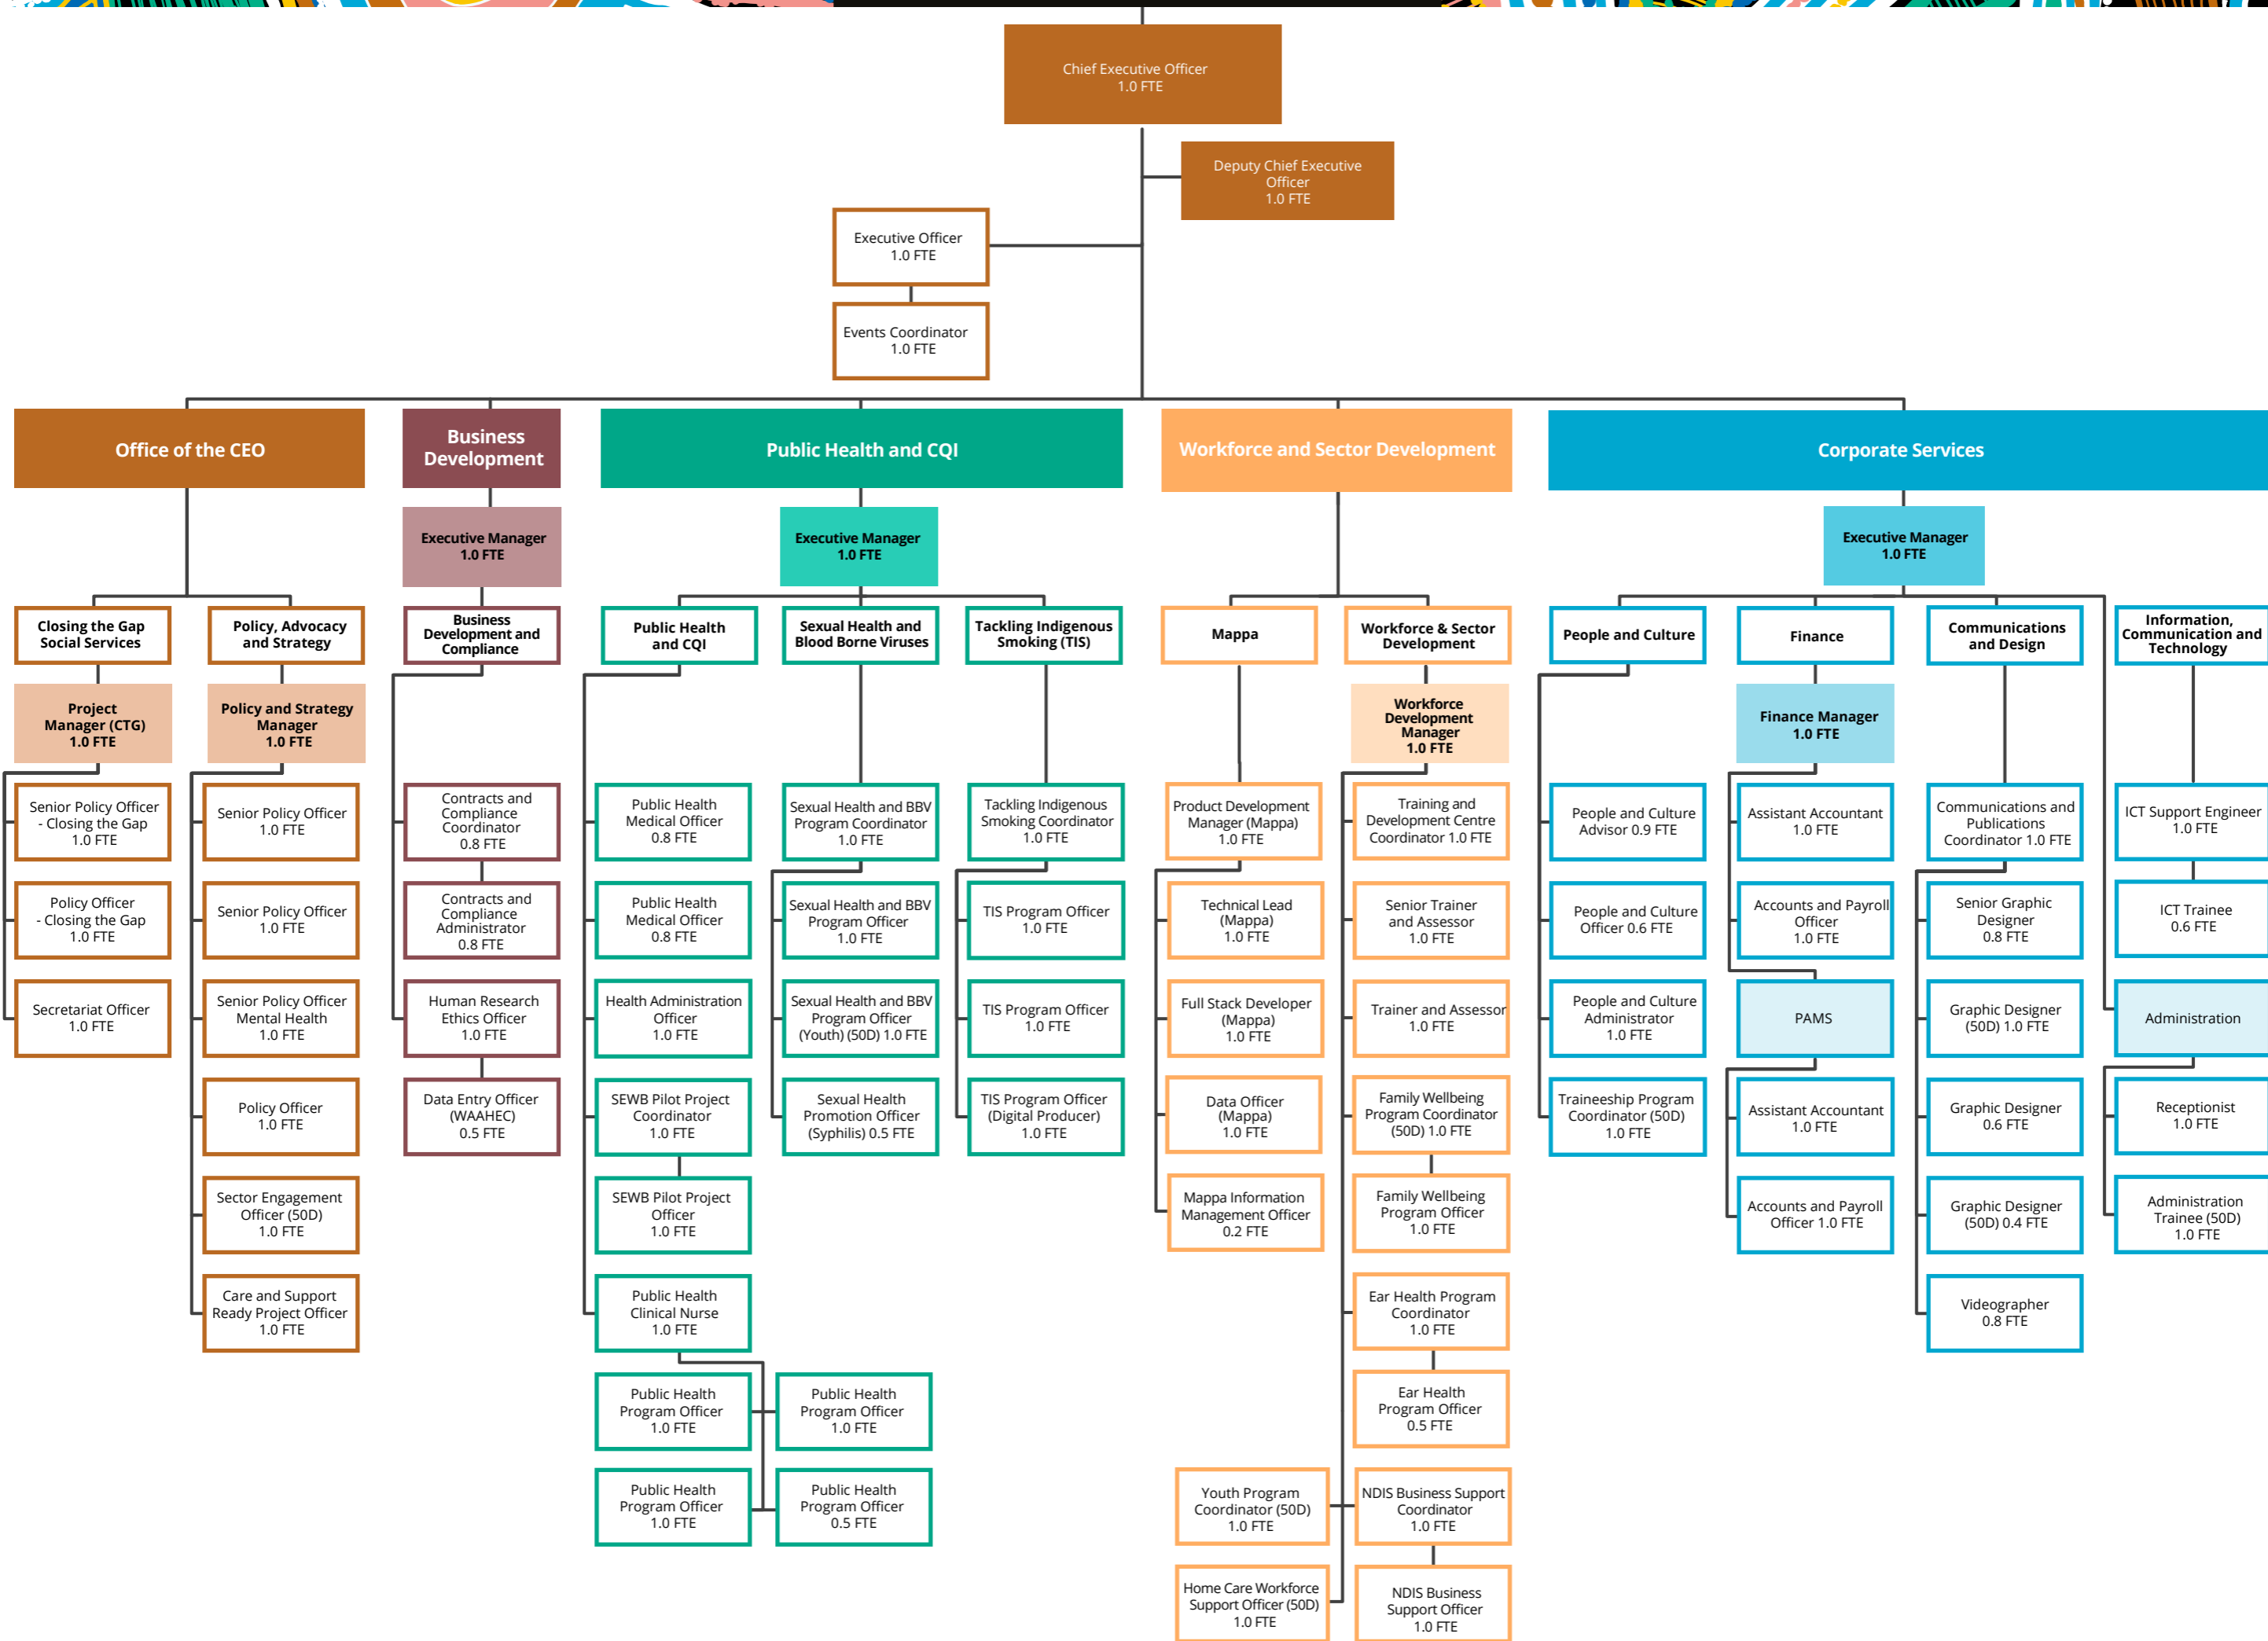 Chief Executive Officer
1.0 FTE
Deputy Chief Executive
Officer
1.0 FTE
Executive Officer
1.0 FTE
Events Coordinator
1.0 FTE
Office of the CEO
Business
Development
Public Health and CQI
Workforce and Sector Development
Corporate Services
Executive Manager
1.0 FTE
Executive Manager
1.0 FTE
Executive Manager
1.0 FTE
Closing the Gap
Social Services
Policy, Advocacy
and Strategy
Business
Development and
Compliance
Public Health
and CQI
Sexual Health and
Blood Borne Viruses
Tackling Indigenous
Smoking (TIS)
Mappa
Workforce & Sector
Development
People and Culture
Finance
Communications
and Design
Information,
Communication and
Technology
Project
Manager (CTG)
1.0 FTE
Policy and Strategy
Manager
1.0 FTE
Workforce
Development
Manager
1.0 FTE
Finance Manager
1.0 FTE
Senior Policy Officer
- Closing the Gap
1.0 FTE
Senior Policy Officer
1.0 FTE
Contracts and
Compliance
Coordinator
0.8 FTE
Public Health
Medical Officer
0.8 FTE
Sexual Health and BBV
Program Coordinator
1.0 FTE
Tackling Indigenous
Smoking Coordinator
1.0 FTE
Product Development
Manager (Mappa)
1.0 FTE
Training and
Development Centre
Coordinator 1.0 FTE
People and Culture
Advisor 0.9 FTE
Assistant Accountant
1.0 FTE
Communications and
Publications
Coordinator 1.0 FTE
ICT Support Engineer
1.0 FTE
Policy Officer
- Closing the Gap
1.0 FTE
Senior Policy Officer
1.0 FTE
Contracts and
Compliance
Administrator
0.8 FTE
Public Health
Medical Officer
0.8 FTE
Sexual Health and BBV
Program Officer
1.0 FTE
TIS Program Officer
1.0 FTE
Technical Lead
(Mappa)
1.0 FTE
Senior Trainer
and Assessor
1.0 FTE
People and Culture
Officer 0.6 FTE
Accounts and Payroll
Officer
1.0 FTE
Senior Graphic
Designer
0.8 FTE
ICT Trainee
0.6 FTE
Secretariat Officer
1.0 FTE
Senior Policy Officer
Mental Health
1.0 FTE
Human Research
Ethics Officer
1.0 FTE
Health Administration
Officer
1.0 FTE
Sexual Health and BBV
Program Officer
(Youth) (50D) 1.0 FTE
TIS Program Officer
1.0 FTE
Full Stack Developer
(Mappa)
1.0 FTE
Trainer and Assessor
1.0 FTE
People and Culture
Administrator
1.0 FTE
PAMS
Graphic Designer
(50D) 1.0 FTE
Administration
Policy Officer
1.0 FTE
Data Entry Officer
(WAAHEC)
0.5 FTE
SEWB Pilot Project
Coordinator
1.0 FTE
Sexual Health
Promotion Officer
(Syphilis) 0.5 FTE
TIS Program Officer
(Digital Producer)
1.0 FTE
Data Officer
(Mappa)
1.0 FTE
Family Wellbeing
Program Coordinator
(50D) 1.0 FTE
Traineeship Program
Coordinator (50D)
1.0 FTE
Assistant Accountant
1.0 FTE
Graphic Designer
0.6 FTE
Receptionist
1.0 FTE
Sector Engagement
Officer (50D)
1.0 FTE
SEWB Pilot Project
Officer
1.0 FTE
Mappa Information
Management Officer
0.2 FTE
Family Wellbeing
Program Officer
1.0 FTE
Accounts and Payroll
Officer 1.0 FTE
Graphic Designer
(50D) 0.4 FTE
Administration
Trainee (50D)
1.0 FTE
Care and Support
Ready Project Officer
1.0 FTE
Public Health
Clinical Nurse
1.0 FTE
Ear Health Program
Coordinator
1.0 FTE
Videographer
0.8 FTE
Public Health
Program Officer
1.0 FTE
Public Health
Program Officer
1.0 FTE
Ear Health
Program Officer
0.5 FTE
Public Health
Program Officer
1.0 FTE
Public Health
Program Officer
0.5 FTE
Youth Program
Coordinator (50D)
1.0 FTE
NDIS Business Support
Coordinator
1.0 FTE
Home Care Workforce
Support Officer (50D)
1.0 FTE
NDIS Business
Support Officer
1.0 FTE